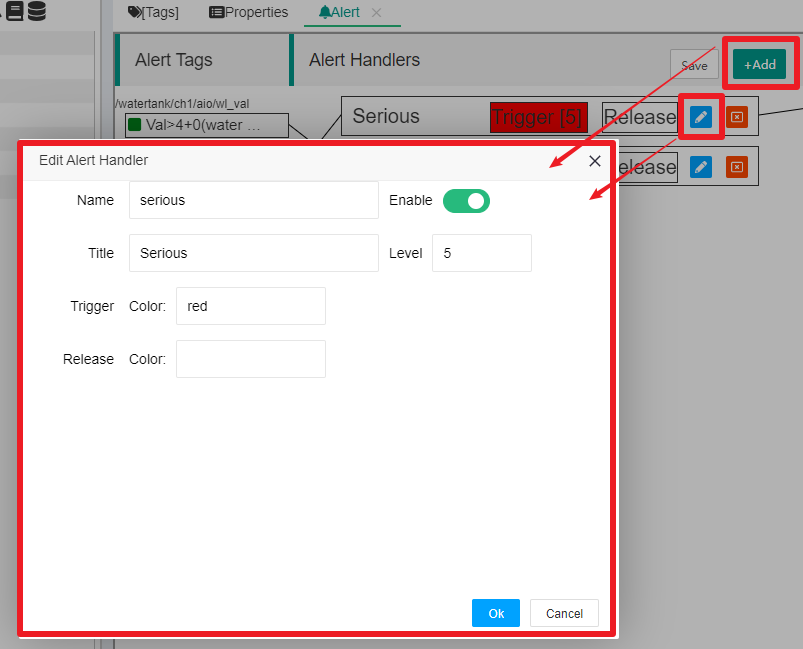 [Tags] Properties Alert
Alert Tags Alert Handlers Save +Add
/watertank/ch1/aio/wl_val
Val>4+0(water ... Serious Trigger [5] Release
elease
Edit Alert Handler
Name serious Enable
Title Serious Level 5
Trigger Color: red
Release Color:
Ok Cancel